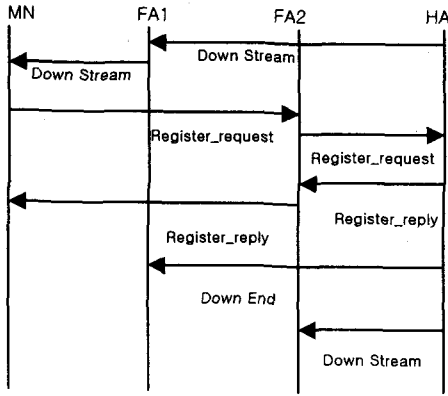 MN FA1 FA2 HA
Down Stream
Down Stream
Register_request
Register_request
Register_reply
Register_reply
Down End
Down Stream